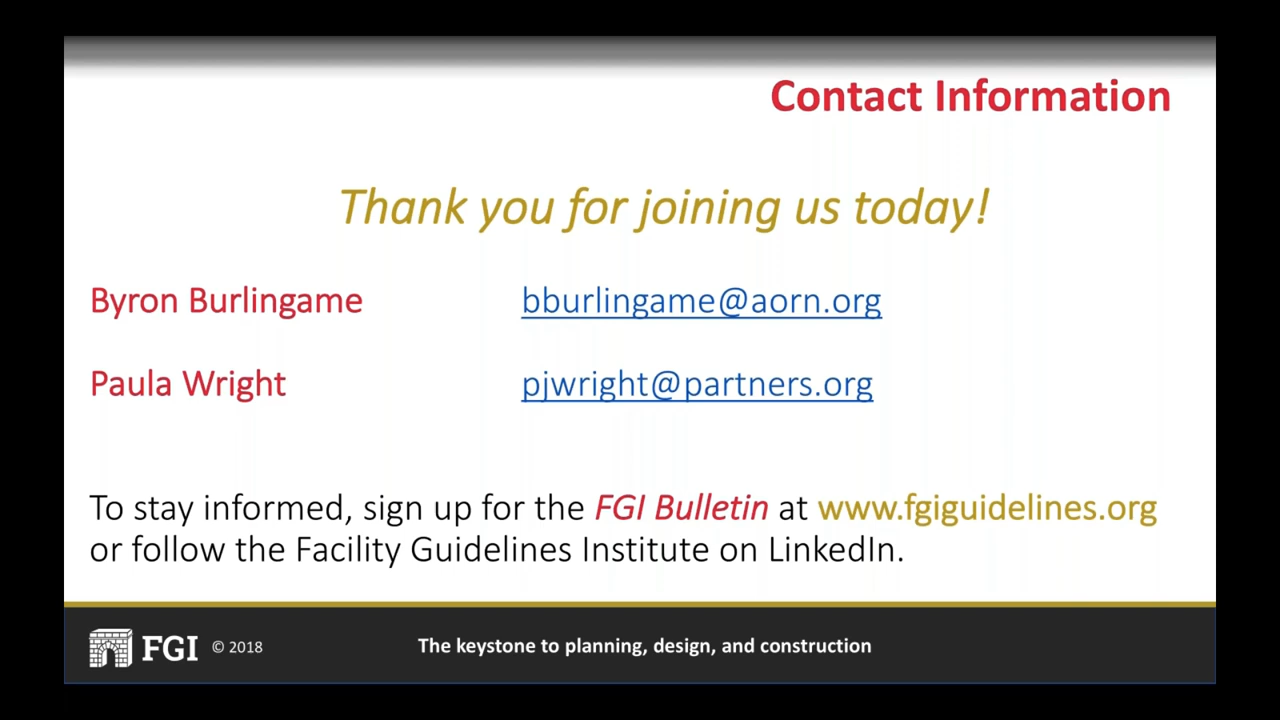 Contact Information
Thank you for joining us today!
Byron Burlingame bburlingame@aorn.org
Paula Wright pjwright@partners.org
To stay informed, sign up for the FGI Bulletin at www.fgiguidelines.org
or follow the Facility Guidelines Institute on LinkedIn.
FGI © 2018 The keystone to planning, design, and construction